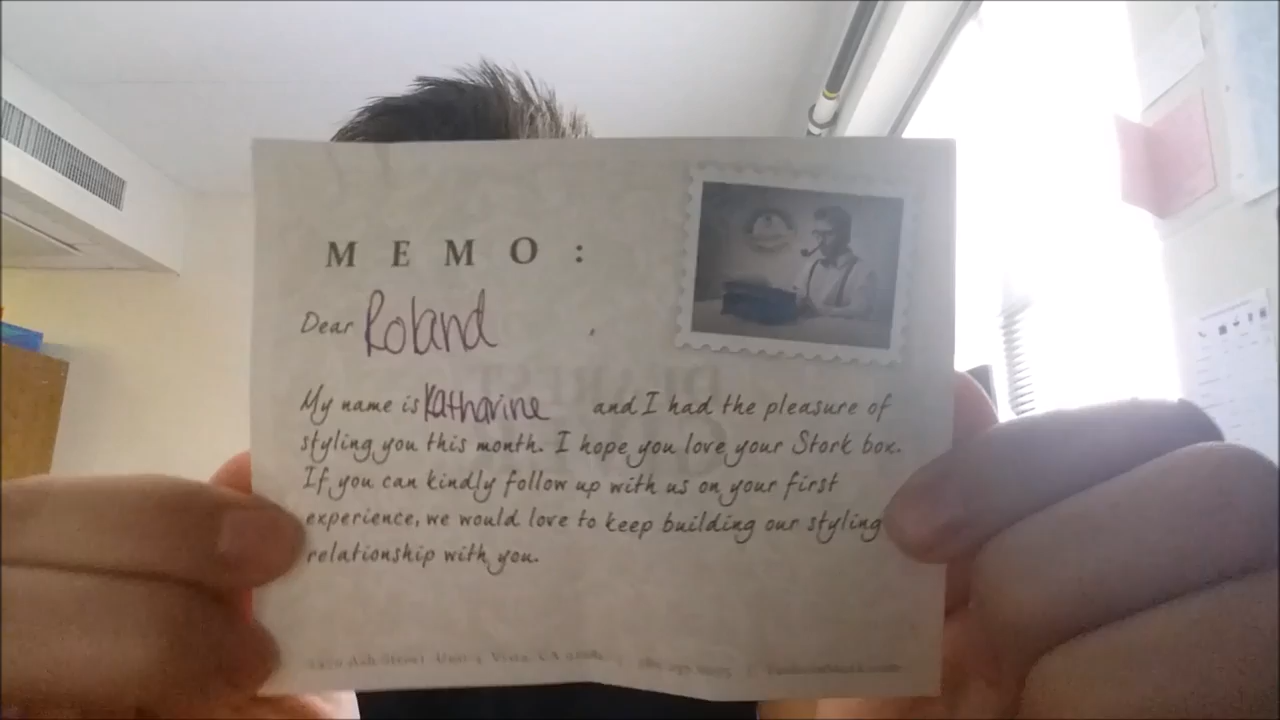 MEMO:
Dear Roland,
My name is Katharine and I had the pleasure of
styling you this month. I hope you love your Stork box.
If you can kindly follow up with us on your first
experience, we would love to keep building our styling
relationship with you.